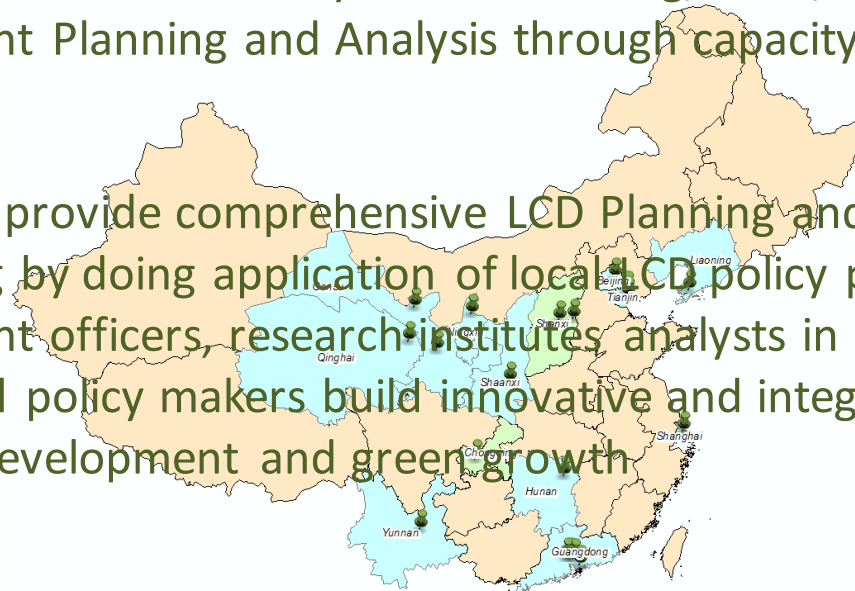 nt Planning and Analysis through capacity
provide comprehensive LCD Planning and
by doing application of local LCD policy
Liaoning
Beijing
Tianjin
nt officers, research institutes, analysts in
Shanxi
Qinghai
policy makers build innovative and integ
Shaanxi
Shanghai
evelopment and green growth
Chongqing
Hunan
Yunnan
Guangdong